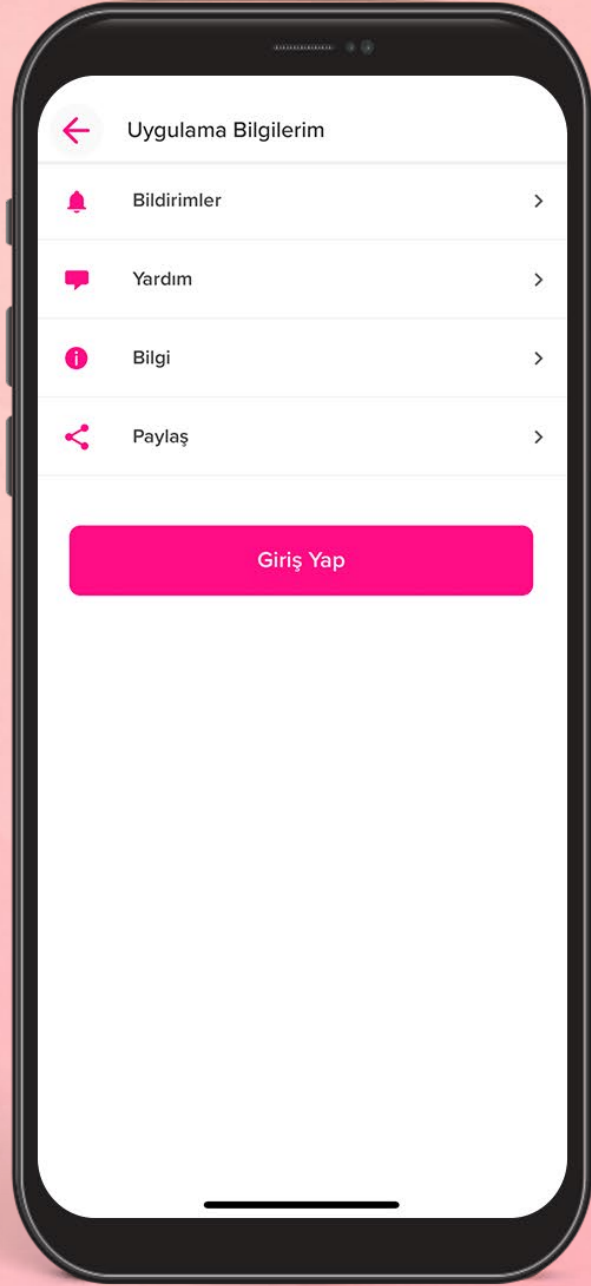 Uygulama Bilgilerim
Bildirimler
Yardım
Bilgi
Paylaş
Giriş Yap